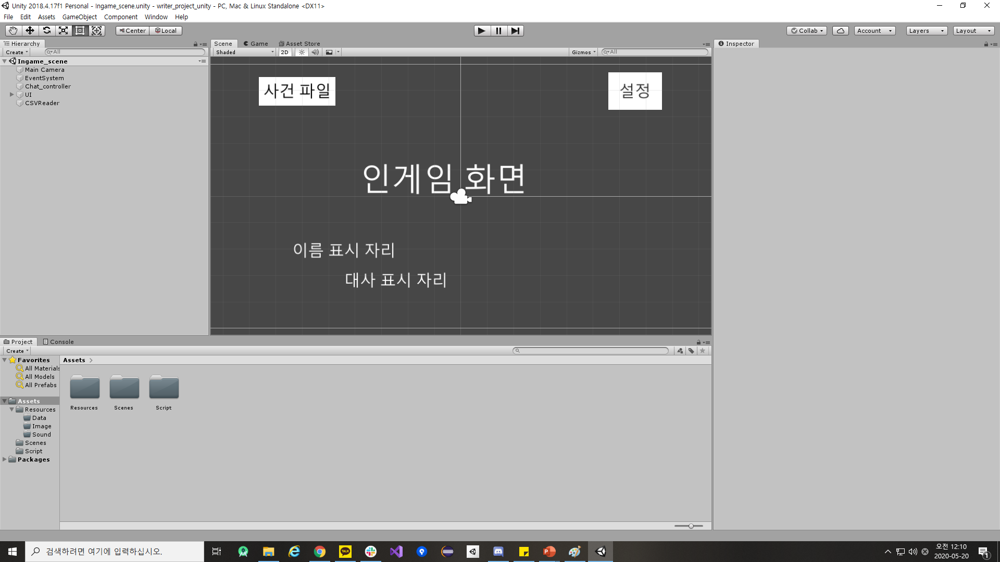 Unity 2018.4.17f1 Personal - Ingame_scene.unity - writer_project_unity - PC, Mac & Linux Standalone <DX11>
File Edit Assets GameObject Component Window Help
Center Local
Collab Account Layers Layout
Hierarchy
Create All
Ingame_scene
Main Camera
EventSystem
Chat_controller
UI
CSVReader
Scene Game Asset Store
Shaded 2D Gizmos All
사건 파일
설정
인게임 화면
이름 표시 자리
대사 표시 자리
Inspector
Project Console
Create
Favorites
All Materials
All Models
All Prefabs
Assets
Resources
Data
Image
Sound
Scenes
Script
Packages
Assets
Resources Scenes Script
검색하려면 여기에 입력하십시오.
TALK
오전 12:10
2020-05-20
1